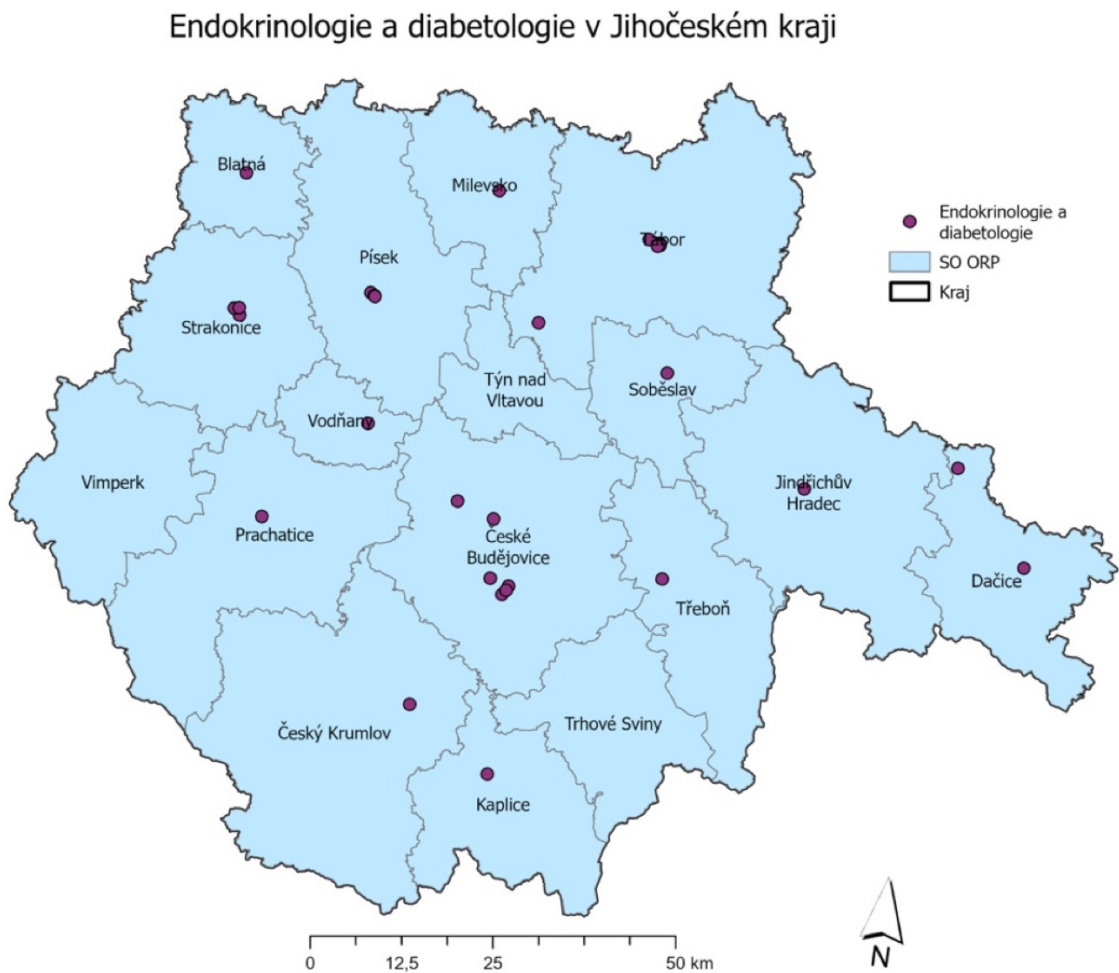 Endokrinologie a diabetologie v Jihočeském kraji
Blatná
Milevsko
Tábor
Písek
Strakonice
Týn nad
Vltavou
Soběslav
Vodňany
Vimperk
Prachatice
České
Budějovice
Jindřichův
Hradec
Dačice
Třeboň
Český Krumlov
Trhové Sviny
Kaplice
Endokrinologie a
diabetologie
SO ORP
Kraj
0 12,5 25 50 km
N